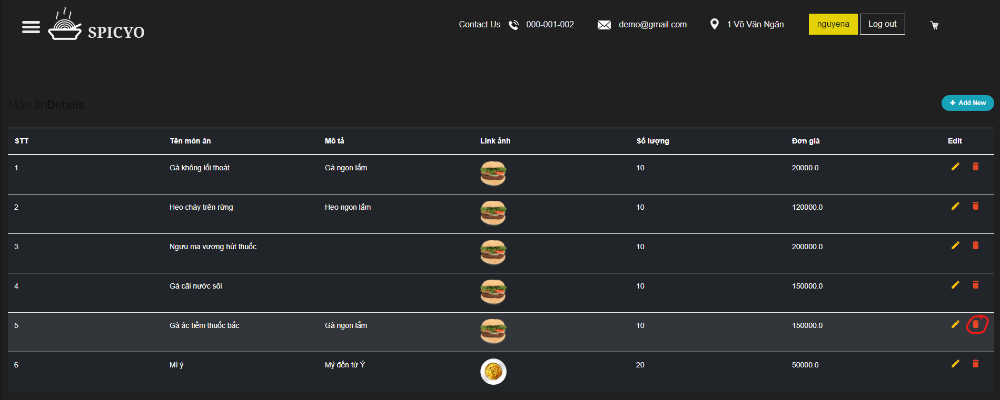 SPICYO
Contact Us 000-001-002 demo@gmail.com 1 Võ Văn Ngân nguyena Log out
Món ănDetails
Add New
STT Tên món ăn Mô tả Link ảnh Số lượng Đơn giá Edit
1 Gà không lối thoát Gà ngon lắm 10 20000.0
2 Heo cháy trên rừng Heo ngon lắm 10 120000.0
3 Ngưu ma vương hút thuốc 10 200000.0
4 Gà cãi nước sôi 10 150000.0
5 Gà ác tiềm thuốc bắc Gà ngon lắm 10 150000.0
6 Mì ý Mỳ đến từ Ý 20 50000.0